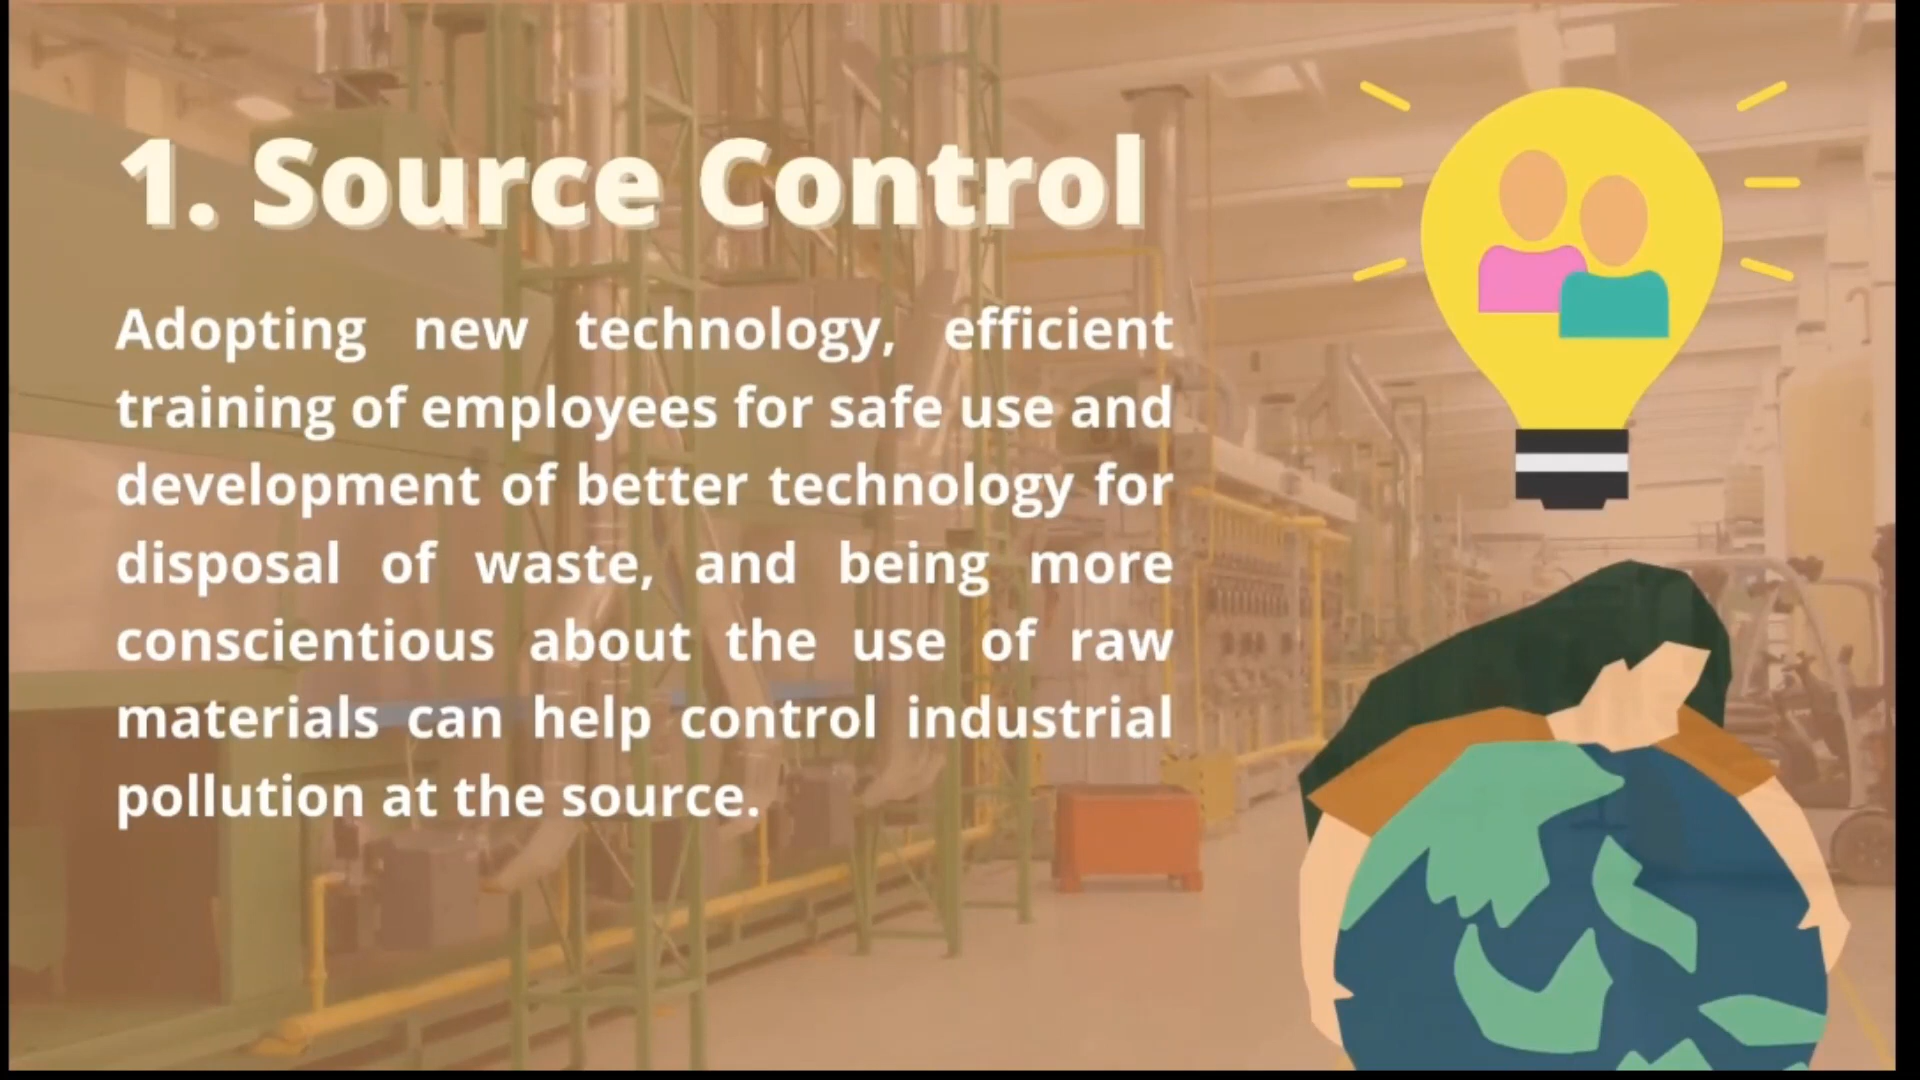 1. Source Control
Adopting new technology, efficient
training of employees for safe use and
development of better technology for
disposal of waste, and being more
conscientious about the use of raw
materials can help control industrial
pollution at the source.